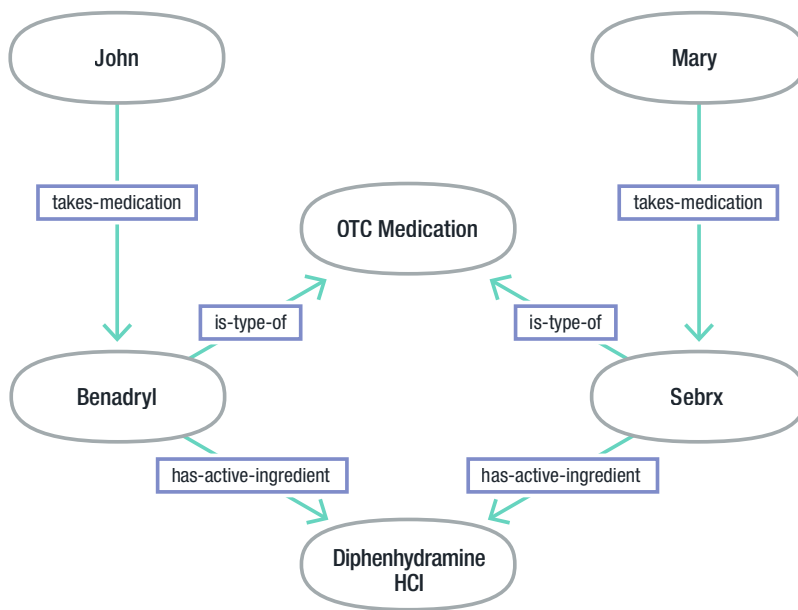 John
Mary
takes-medication
takes-medication
OTC Medication
is-type-of
is-type-of
Benadryl
Sebrx
has-active-ingredient
has-active-ingredient
Diphenhydramine
HCl